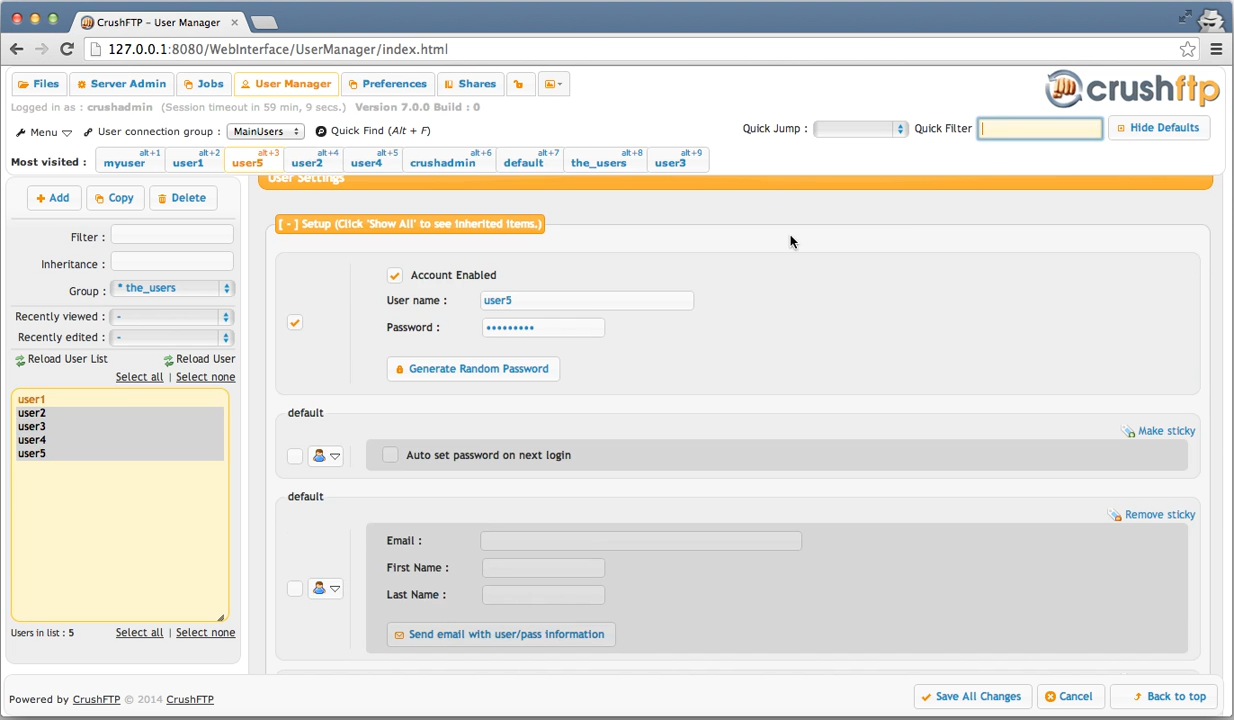 CrushFTP – User Manager
127.0.0.1:8080/WebInterface/UserManager/index.html
Files Server Admin Jobs User Manager Preferences Shares
crushftp
Logged in as : crushadmin (Session timeout in 59 min, 9 secs.) Version 7.0.0 Build : 0
Menu User connection group : MainUsers Quick Find (Alt + F) Quick Jump : Quick Filter Hide Defaults
alt+1 alt+2 alt+3 alt+4 alt+5 alt+6 alt+7 alt+8 alt+9
Most visited : myuser user1 user5 user2 user4 crushadmin default the_users user3
User Settings
Add Copy Delete
Filter :
Inheritance :
Group : * the_users
Recently viewed : -
Recently edited : -
Reload User List Reload User
Select all | Select none
user1
user2
user3
user4
user5
Users in list : 5 Select all | Select none
[ - ] Setup (Click 'Show All' to see inherited items.)
Account Enabled
User name : user5
Password : •••••••••
Generate Random Password
default
Make sticky
Auto set password on next login
default
Remove sticky
Email :
First Name :
Last Name :
Send email with user/pass information
Powered by CrushFTP © 2014 CrushFTP
Save All Changes Cancel Back to top